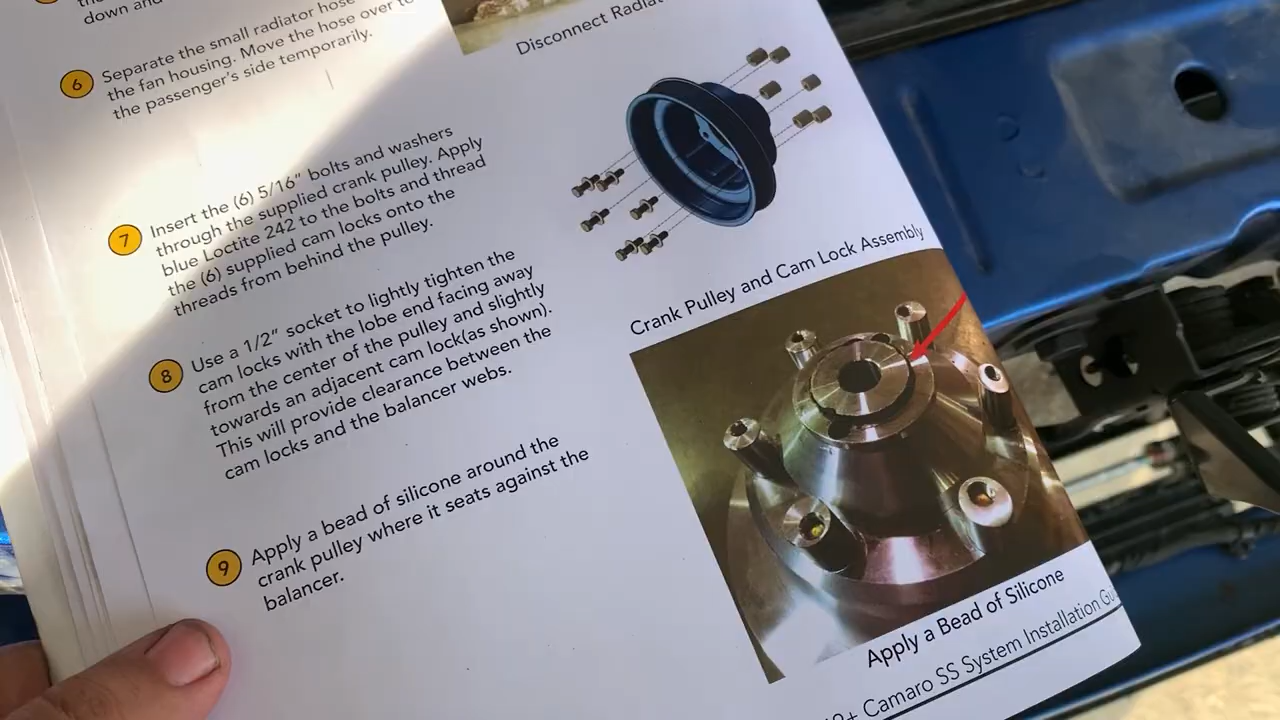 down and
6
Separate the small radiator hose
the fan housing. Move the hose over to
the passenger's side temporarily.
7
Insert the (6) 5/16" bolts and washers
through the supplied crank pulley. Apply
blue Loctite 242 to the bolts and thread
the (6) supplied cam locks onto the
threads from behind the pulley.
8
Use a 1/2" socket to lightly tighten the
cam locks with the lobe end facing away
from the center of the pulley and slightly
towards an adjacent cam lock(as shown).
This will provide clearance between the
cam locks and the balancer webs.
9
Apply a bead of silicone around the
crank pulley where it seats against the
balancer.
Disconnect
Crank Pulley and Cam Lock Assembly
Apply a Bead of Silicone
Camaro SS System Installation